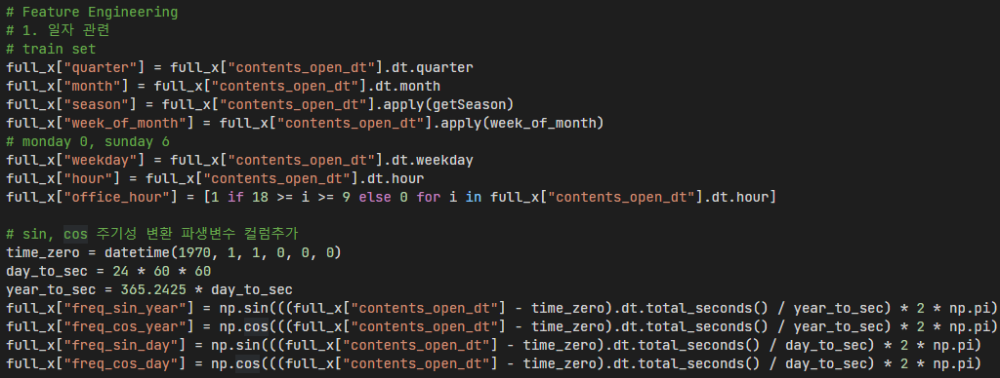 # Feature Engineering
# 1. 일자 관련
# train set
full_x["quarter"] = full_x["contents_open_dt"].dt.quarter
full_x["month"] = full_x["contents_open_dt"].dt.month
full_x["season"] = full_x["contents_open_dt"].apply(getSeason)
full_x["week_of_month"] = full_x["contents_open_dt"].apply(week_of_month)
# monday 0, sunday 6
full_x["weekday"] = full_x["contents_open_dt"].dt.weekday
full_x["hour"] = full_x["contents_open_dt"].dt.hour
full_x["office_hour"] = [1 if 18 >= i >= 9 else 0 for i in full_x["contents_open_dt"].dt.hour]
# sin, cos 주기성 변환 파생변수 컬럼추가
time_zero = datetime(1970, 1, 1, 0, 0, 0)
day_to_sec = 24 * 60 * 60
year_to_sec = 365.2425 * day_to_sec
full_x["freq_sin_year"] = np.sin(((full_x["contents_open_dt"] - time_zero).dt.total_seconds() / year_to_sec) * 2 * np.pi)
full_x["freq_cos_year"] = np.cos(((full_x["contents_open_dt"] - time_zero).dt.total_seconds() / year_to_sec) * 2 * np.pi)
full_x["freq_sin_day"] = np.sin(((full_x["contents_open_dt"] - time_zero).dt.total_seconds() / day_to_sec) * 2 * np.pi)
full_x["freq_cos_day"] = np.cos(((full_x["contents_open_dt"] - time_zero).dt.total_seconds() / day_to_sec) * 2 * np.pi)